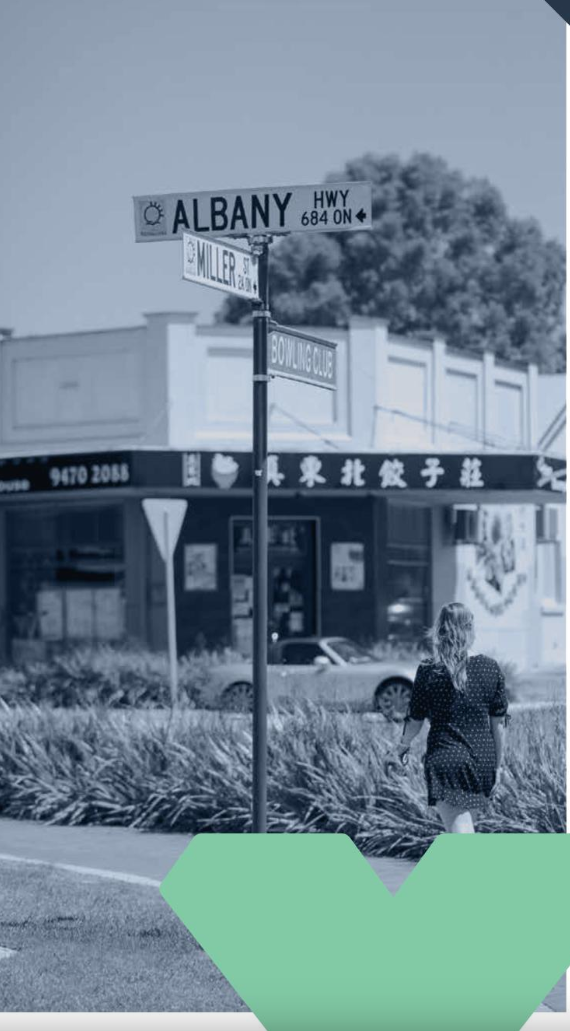 ALBANY HWY
684 ON
MILLER ST
BOWLING CLUB
9470 2088
東北餃子莊